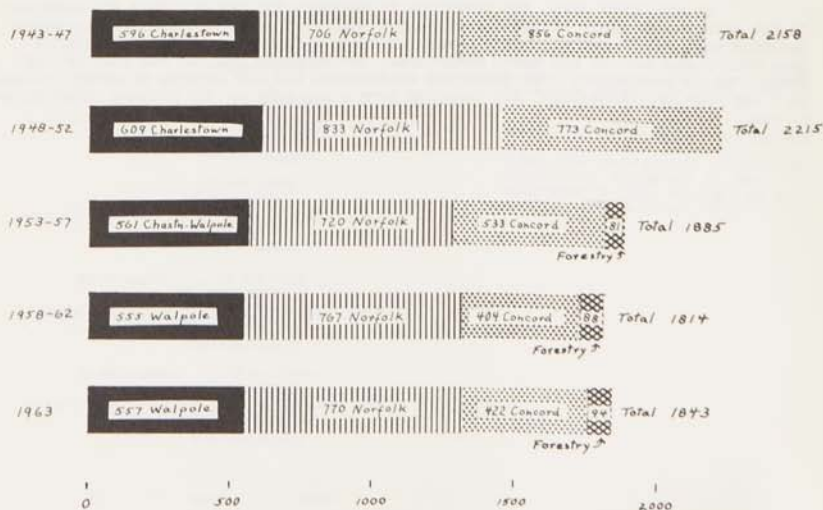 1943-47 596 Charlestown 706 Norfolk 856 Concord Total 2158
1948-52 609 Charlestown 833 Norfolk 773 Concord Total 2215
1953-57 561 Chastn-Walpole 720 Norfolk 533 Concord 81 Total 1885
Forestry
1958-62 555 Walpole 767 Norfolk 404 Concord 88 Total 1814
Forestry
1963 557 Walpole 770 Norfolk 422 Concord 94 Total 1843
Forestry
0 500 1000 1500 2000